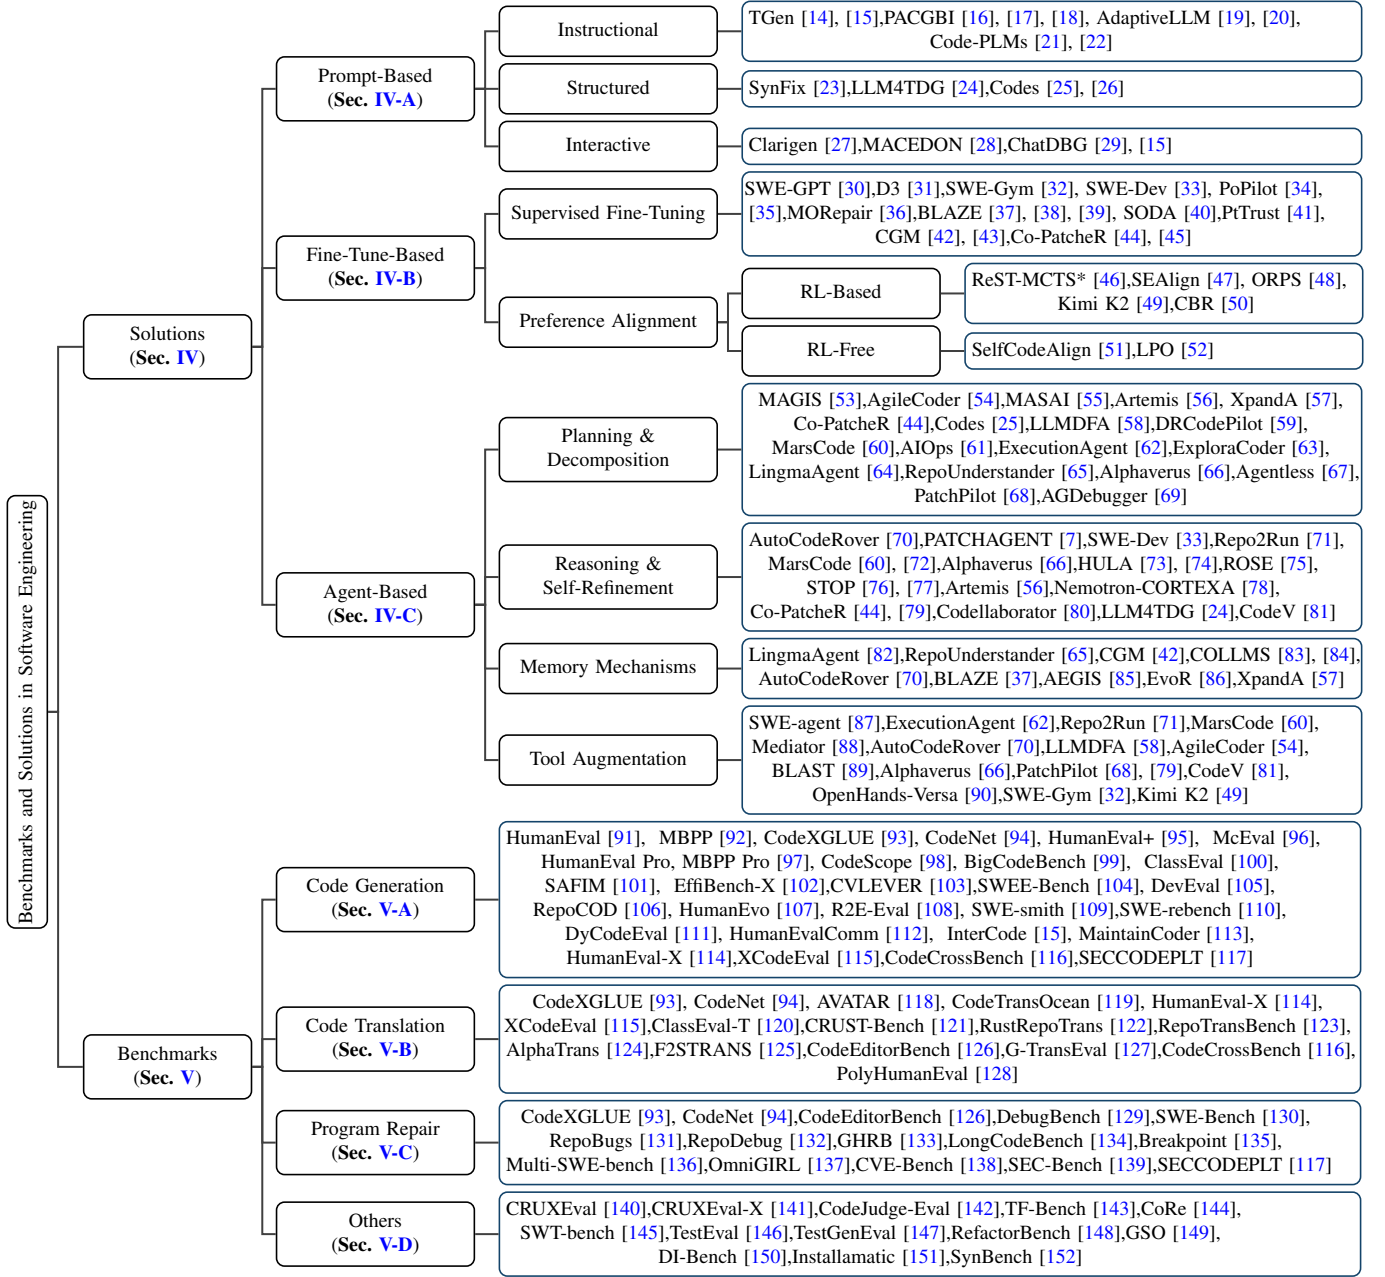 Benchmarks and Solutions in Software Engineering
Solutions
(Sec. IV)
Prompt-Based
(Sec. IV-A)
Instructional
TGen [14], [15],PACGBI [16], [17], [18], AdaptiveLLM [19], [20],
Code-PLMs [21], [22]
Structured
SynFix [23],LLM4TDG [24],Codes [25], [26]
Interactive
Clarigen [27],MACEDON [28],ChatDBG [29], [15]
Fine-Tune-Based
(Sec. IV-B)
Supervised Fine-Tuning
SWE-GPT [30],D3 [31],SWE-Gym [32], SWE-Dev [33], PoPilot [34],
[35],MORepair [36],BLAZE [37], [38], [39], SODA [40],PtTrust [41],
CGM [42], [43],Co-PatcheR [44], [45]
Preference Alignment
RL-Based
ReST-MCTS* [46],SEAlign [47], ORPS [48],
Kimi K2 [49],CBR [50]
RL-Free
SelfCodeAlign [51],LPO [52]
Agent-Based
(Sec. IV-C)
Planning &
Decomposition
MAGIS [53],AgileCoder [54],MASAI [55],Artemis [56], XpandA [57],
Co-PatcheR [44],Codes [25],LLMDFA [58],DRCodePilot [59],
MarsCode [60],AIOps [61],ExecutionAgent [62],ExploraCoder [63],
LingmaAgent [64],RepoUnderstander [65],Alphaverus [66],Agentless [67],
PatchPilot [68],AGDebugger [69]
Reasoning &
Self-Refinement
AutoCodeRover [70],PATCHAGENT [7],SWE-Dev [33],Repo2Run [71],
MarsCode [60], [72],Alphaverus [66],HULA [73], [74],ROSE [75],
STOP [76], [77],Artemis [56],Nemotron-CORTEXA [78],
Co-PatcheR [44], [79],Codellaborator [80],LLM4TDG [24],CodeV [81]
Memory Mechanisms
LingmaAgent [82],RepoUnderstander [65],CGM [42],COLLMS [83], [84],
AutoCodeRover [70],BLAZE [37],AEGIS [85],EvoR [86],XpandA [57]
Tool Augmentation
SWE-agent [87],ExecutionAgent [62],Repo2Run [71],MarsCode [60],
Mediator [88],AutoCodeRover [70],LLMDFA [58],AgileCoder [54],
BLAST [89],Alphaverus [66],PatchPilot [68], [79],CodeV [81],
OpenHands-Versa [90],SWE-Gym [32],Kimi K2 [49]
Benchmarks
(Sec. V)
Code Generation
(Sec. V-A)
HumanEval [91], MBPP [92], CodeXGLUE [93], CodeNet [94], HumanEval+ [95], McEval [96],
HumanEval Pro, MBPP Pro [97], CodeScope [98], BigCodeBench [99], ClassEval [100],
SAFIM [101], EffiBench-X [102],CVLEVER [103],SWEE-Bench [104], DevEval [105],
RepoCOD [106], HumanEvo [107], R2E-Eval [108], SWE-smith [109],SWE-rebench [110],
DyCodeEval [111], HumanEvalComm [112], InterCode [15], MaintainCoder [113],
HumanEval-X [114],XCodeEval [115],CodeCrossBench [116],SECCODEPLT [117]
Code Translation
(Sec. V-B)
CodeXGLUE [93], CodeNet [94], AVATAR [118], CodeTransOcean [119], HumanEval-X [114],
XCodeEval [115],ClassEval-T [120],CRUST-Bench [121],RustRepoTrans [122],RepoTransBench [123],
AlphaTrans [124],F2STRANS [125],CodeEditorBench [126],G-TransEval [127],CodeCrossBench [116],
PolyHumanEval [128]
Program Repair
(Sec. V-C)
CodeXGLUE [93], CodeNet [94],CodeEditorBench [126],DebugBench [129],SWE-Bench [130],
RepoBugs [131],RepoDebug [132],GHRB [133],LongCodeBench [134],Breakpoint [135],
Multi-SWE-bench [136],OmniGIRL [137],CVE-Bench [138],SEC-Bench [139],SECCODEPLT [117]
Others
(Sec. V-D)
CRUXEval [140],CRUXEval-X [141],CodeJudge-Eval [142],TF-Bench [143],CoRe [144],
SWT-bench [145],TestEval [146],TestGenEval [147],RefactorBench [148],GSO [149],
DI-Bench [150],Installamatic [151],SynBench [152]